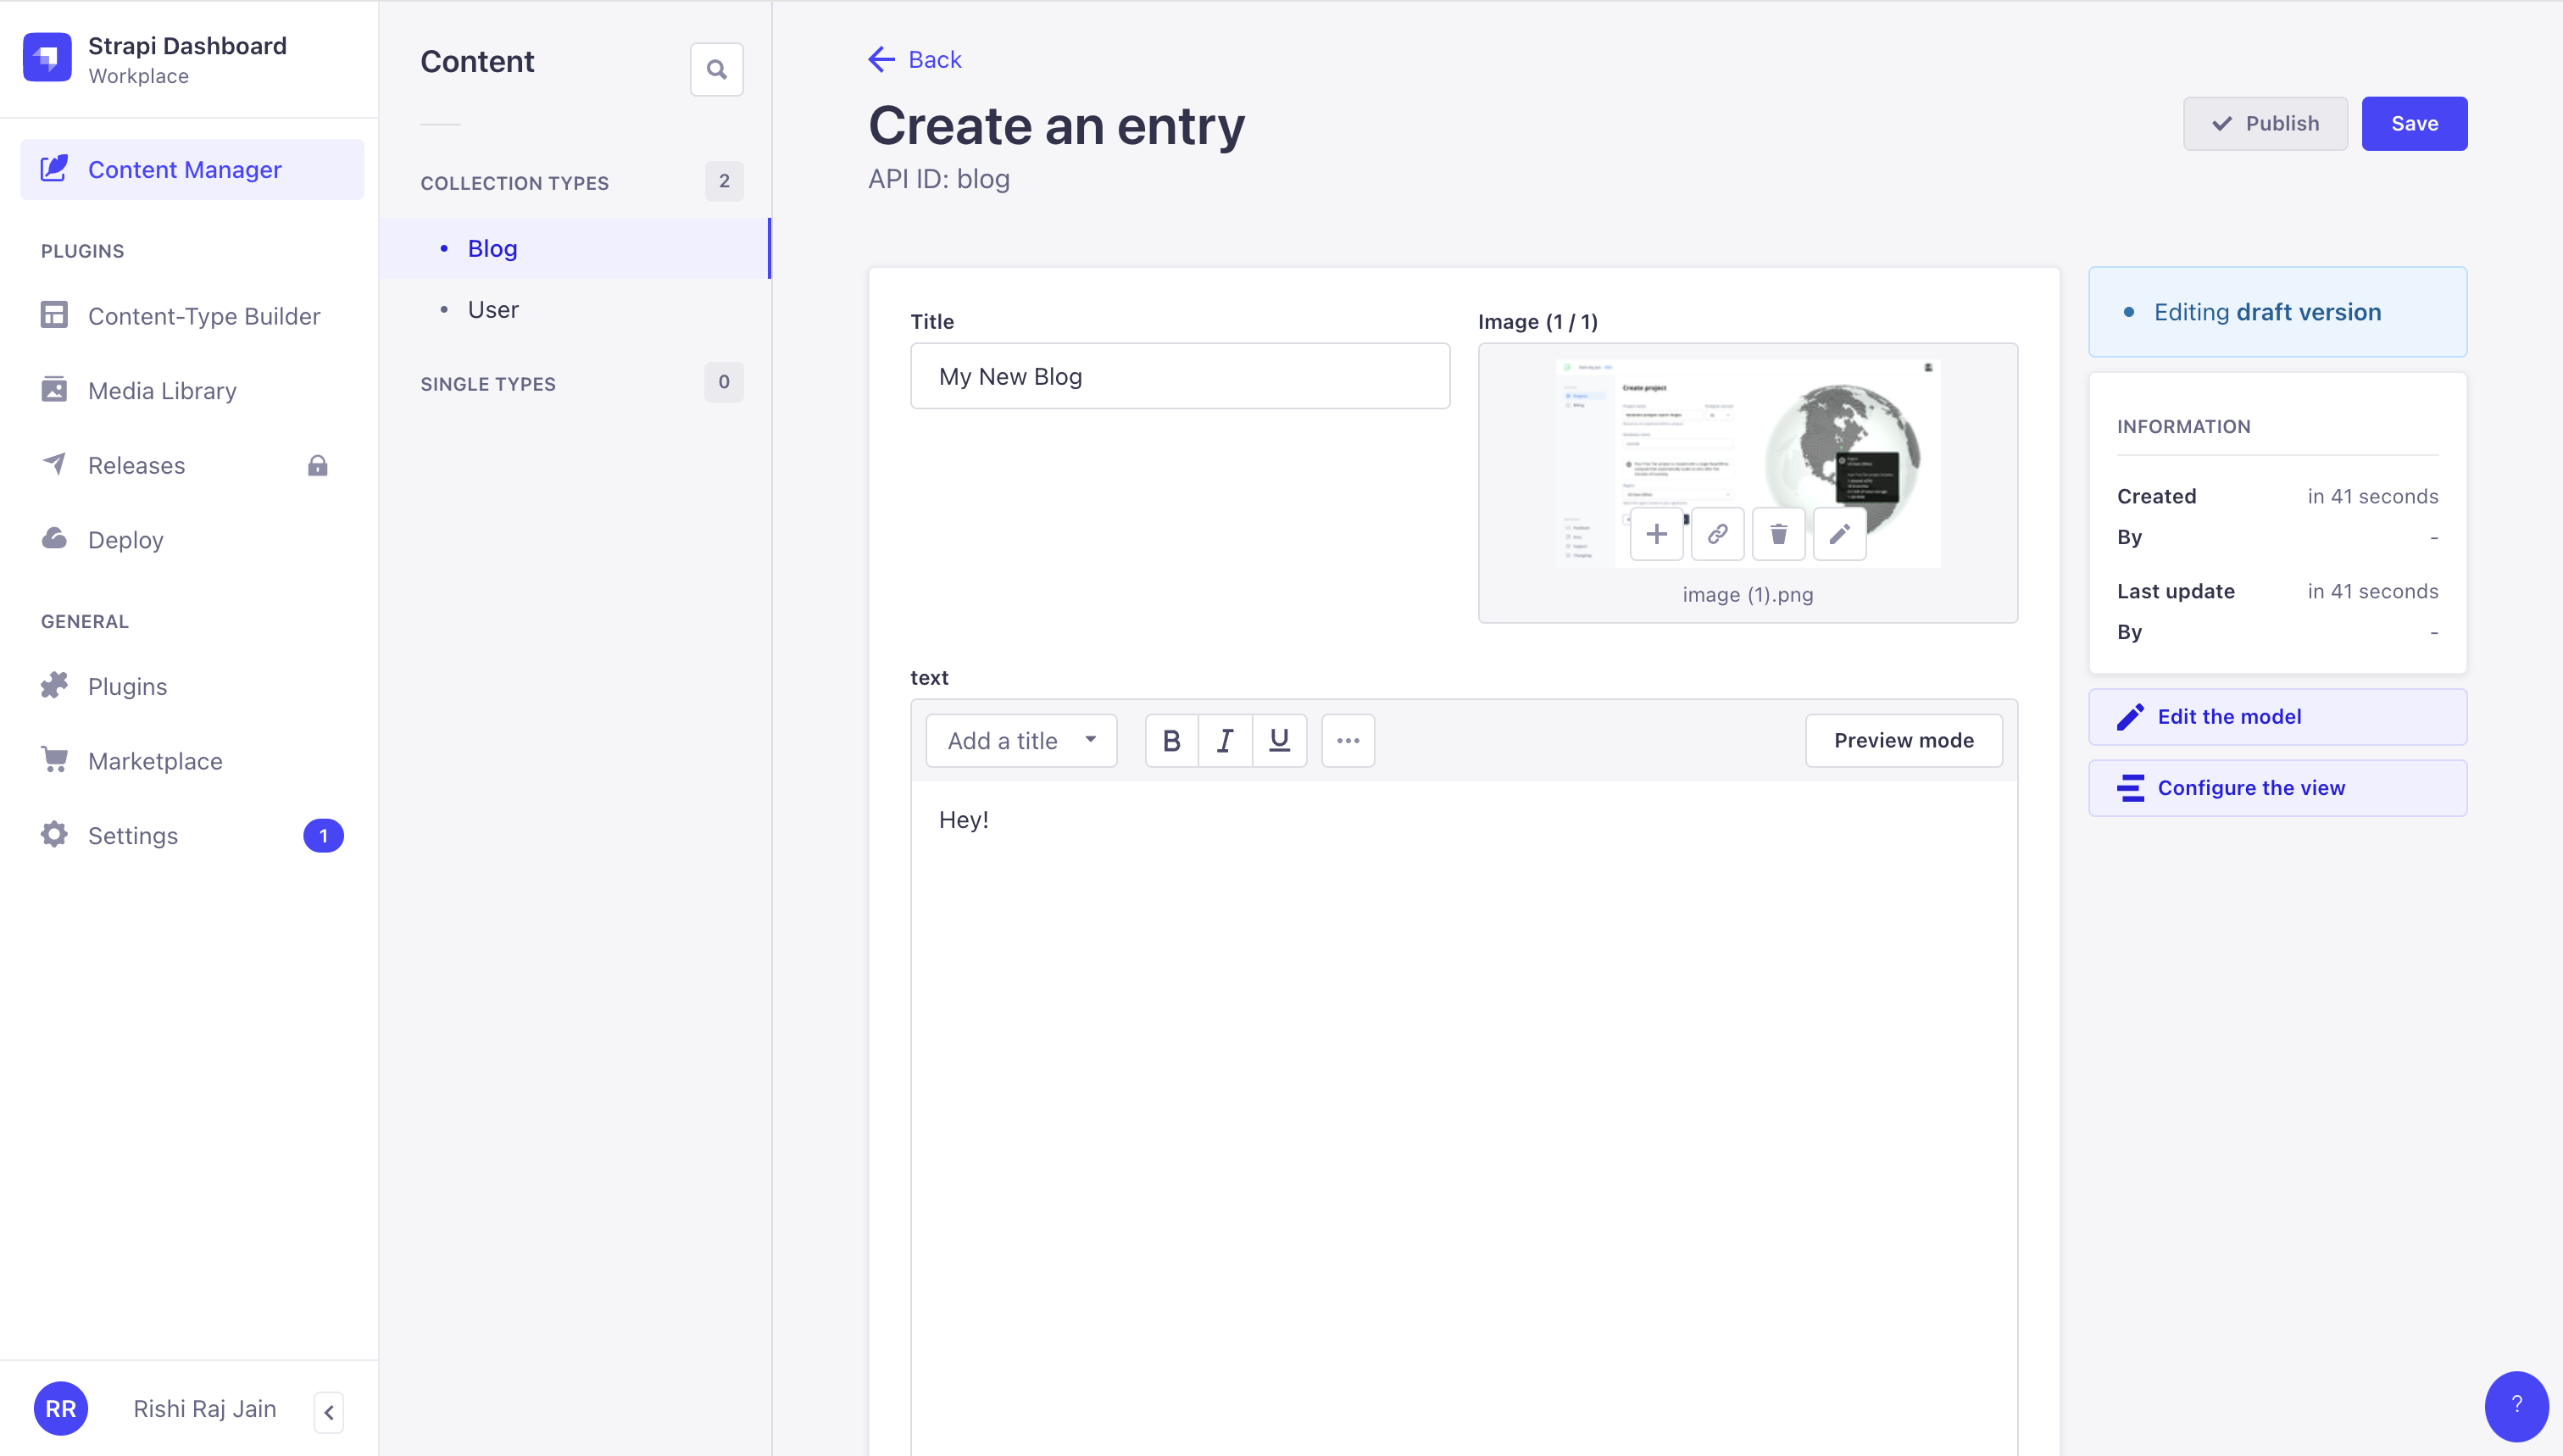 Strapi Dashboard
Workplace
Content Manager
PLUGINS
Content-Type Builder
Media Library
Releases
Deploy
GENERAL
Plugins
Marketplace
Settings
1
RR
Rishi Raj Jain
Content
COLLECTION TYPES
2
Blog
User
SINGLE TYPES
0
Back
Create an entry
API ID: blog
Publish
Save
Title
My New Blog
Image (1 / 1)
Create project
image (1).png
text
Add a title
B I U
Preview mode
Hey!
Editing draft version
INFORMATION
Created in 41 seconds
By -
Last update in 41 seconds
By -
Edit the model
Configure the view
?